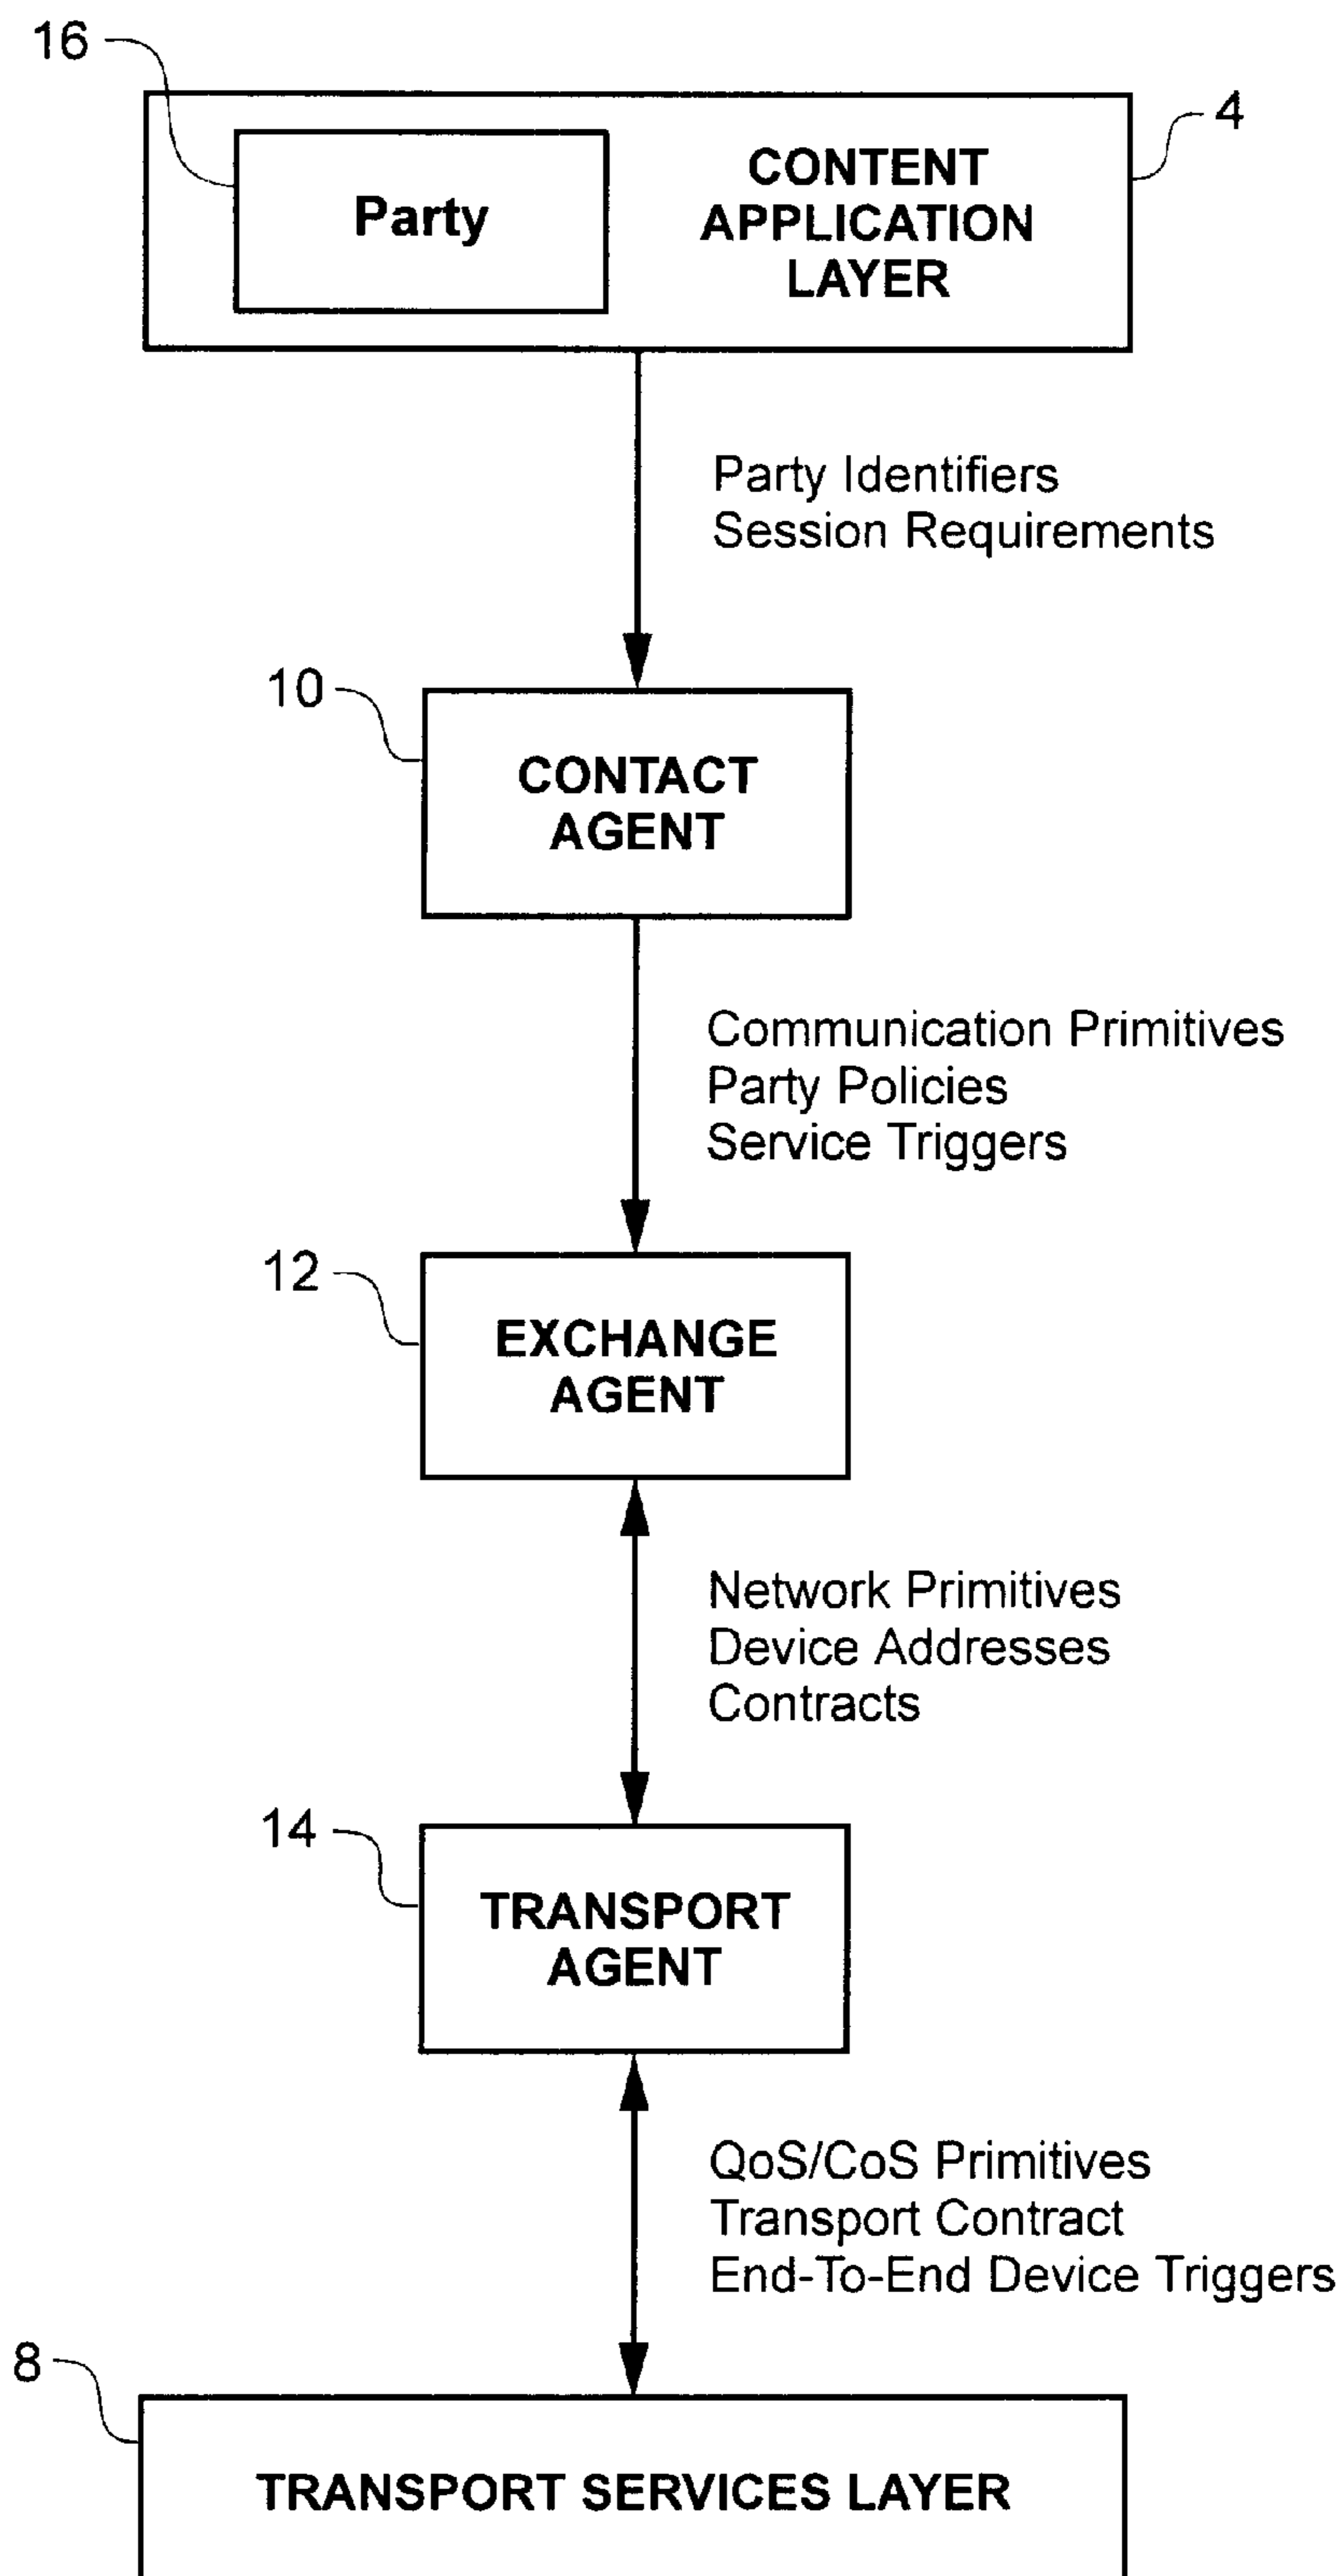 16
4
Party
CONTENT
APPLICATION
LAYER
Party Identifiers
Session Requirements
10
CONTACT
AGENT
Communication Primitives
Party Policies
Service Triggers
12
EXCHANGE
AGENT
Network Primitives
Device Addresses
Contracts
14
TRANSPORT
AGENT
QoS/CoS Primitives
Transport Contract
End-To-End Device Triggers
8
TRANSPORT SERVICES LAYER